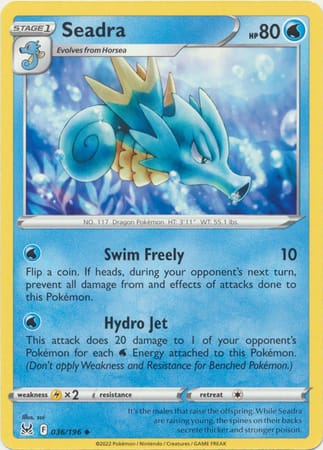 STAGE 1
Seadra
HP 80
Evolves from Horsea
NO. 117 Dragon Pokémon HT: 3'11" WT: 55.1 lbs.
Swim Freely 10
Flip a coin. If heads, during your opponent's next turn,
prevent all damage from and effects of attacks done
to this Pokémon.
Hydro Jet
This attack does 20 damage to 1 of your opponent's
Pokémon for each Energy attached to this Pokémon.
(Don't apply Weakness and Resistance for Benched Pokémon.)
weakness ×2 resistance retreat
Illus. sui
F 036/196
It's the males that raise the offspring. While Seadra
are raising young, the spines on their backs
secrete thicker and stronger poison.
©2022 Pokémon / Nintendo / Creatures / GAME FREAK